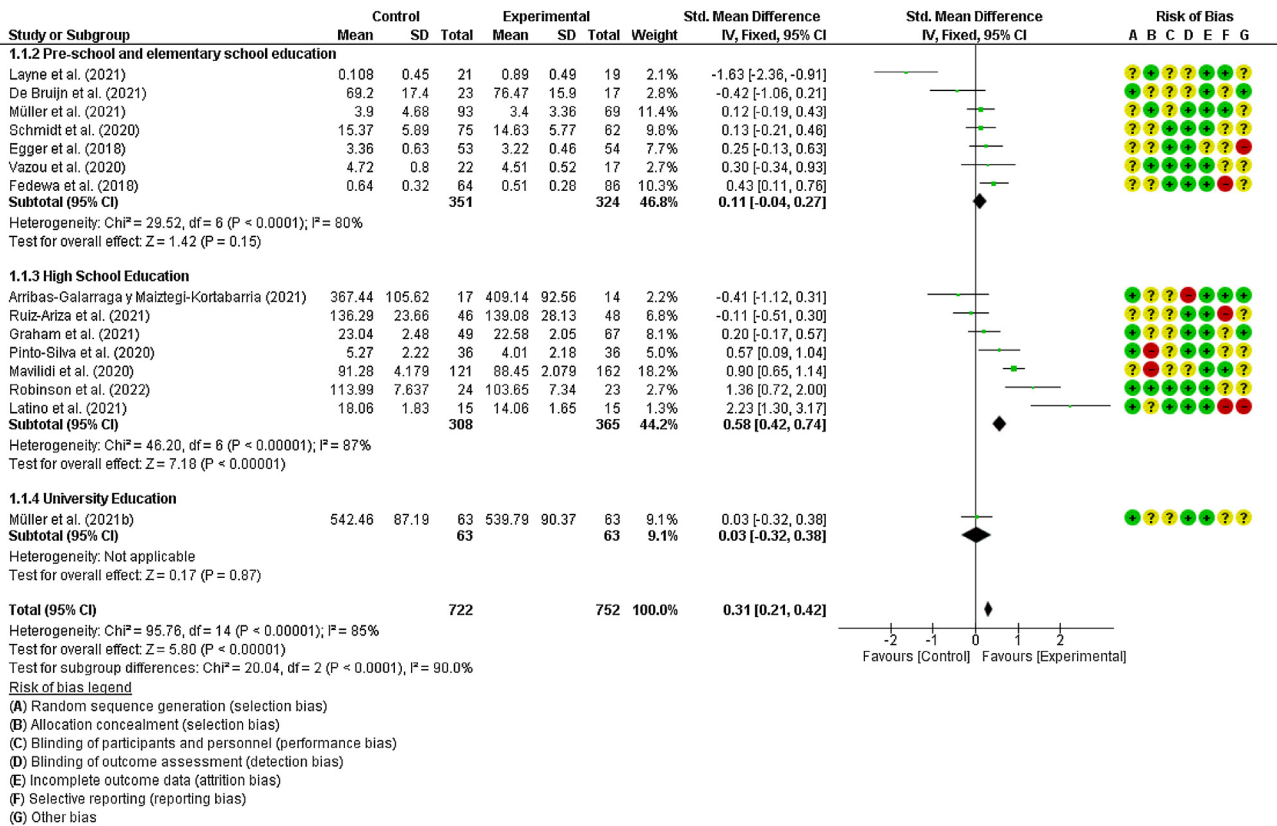 Control Experimental Std. Mean Difference Std. Mean Difference Risk of Bias
Study or Subgroup Mean SD Total Mean SD Total Weight IV, Fixed, 95% CI IV, Fixed, 95% CI A B C D E F G
1.1.2 Pre-school and elementary school education
Layne et al. (2021) 0.108 0.45 21 0.89 0.49 19 2.1% -1.63 [-2.36, -0.91]
De Bruijn et al. (2021) 69.2 17.4 23 76.47 15.9 17 2.8% -0.42 [-1.06, 0.21]
Müller et al. (2021) 3.9 4.68 93 3.4 3.36 69 11.4% 0.12 [-0.19, 0.43]
Schmidt et al. (2020) 15.37 5.89 75 14.63 5.77 62 9.8% 0.13 [-0.21, 0.46]
Egger et al. (2018) 3.36 0.63 53 3.22 0.46 54 7.7% 0.25 [-0.13, 0.63]
Vazou et al. (2020) 4.72 0.8 22 4.51 0.52 17 2.7% 0.30 [-0.34, 0.93]
Fedewa et al. (2018) 0.64 0.32 64 0.51 0.28 86 10.3% 0.43 [0.11, 0.76]
Subtotal (95% CI) 351 324 46.8% 0.11 [-0.04, 0.27]
Heterogeneity: Chi² = 29.52, df = 6 (P < 0.0001); I² = 80%
Test for overall effect: Z = 1.42 (P = 0.15)
1.1.3 High School Education
Arribas-Galarraga y Maiztegi-Kortabarria (2021) 367.44 105.62 17 409.14 92.56 14 2.2% -0.41 [-1.12, 0.31]
Ruiz-Ariza et al. (2021) 136.29 23.66 46 139.08 28.13 48 6.8% -0.11 [-0.51, 0.30]
Graham et al. (2021) 23.04 2.48 49 22.58 2.05 67 8.1% 0.20 [-0.17, 0.57]
Pinto-Silva et al. (2020) 5.27 2.22 36 4.01 2.18 36 5.0% 0.57 [0.09, 1.04]
Mavilidi et al. (2020) 91.28 4.179 121 88.45 2.079 162 18.2% 0.90 [0.65, 1.14]
Robinson et al. (2022) 113.99 7.637 24 103.65 7.34 23 2.7% 1.36 [0.72, 2.00]
Latino et al. (2021) 18.06 1.83 15 14.06 1.65 15 1.3% 2.23 [1.30, 3.17]
Subtotal (95% CI) 308 365 44.2% 0.58 [0.42, 0.74]
Heterogeneity: Chi² = 46.20, df = 6 (P < 0.00001); I² = 87%
Test for overall effect: Z = 7.18 (P < 0.00001)
1.1.4 University Education
Müller et al. (2021b) 542.46 87.19 63 539.79 90.37 63 9.1% 0.03 [-0.32, 0.38]
Subtotal (95% CI) 63 63 9.1% 0.03 [-0.32, 0.38]
Heterogeneity: Not applicable
Test for overall effect: Z = 0.17 (P = 0.87)
Total (95% CI) 722 752 100.0% 0.31 [0.21, 0.42]
Heterogeneity: Chi² = 95.76, df = 14 (P < 0.00001); I² = 85%
-2 -1 0 1 2
Test for overall effect: Z = 5.80 (P < 0.00001)
Favours [Control] Favours [Experimental]
Test for subgroup differences: Chi² = 20.04, df = 2 (P < 0.0001), I² = 90.0%
Risk of bias legend
(A) Random sequence generation (selection bias)
(B) Allocation concealment (selection bias)
(C) Blinding of participants and personnel (performance bias)
(D) Blinding of outcome assessment (detection bias)
(E) Incomplete outcome data (attrition bias)
(F) Selective reporting (reporting bias)
(G) Other bias